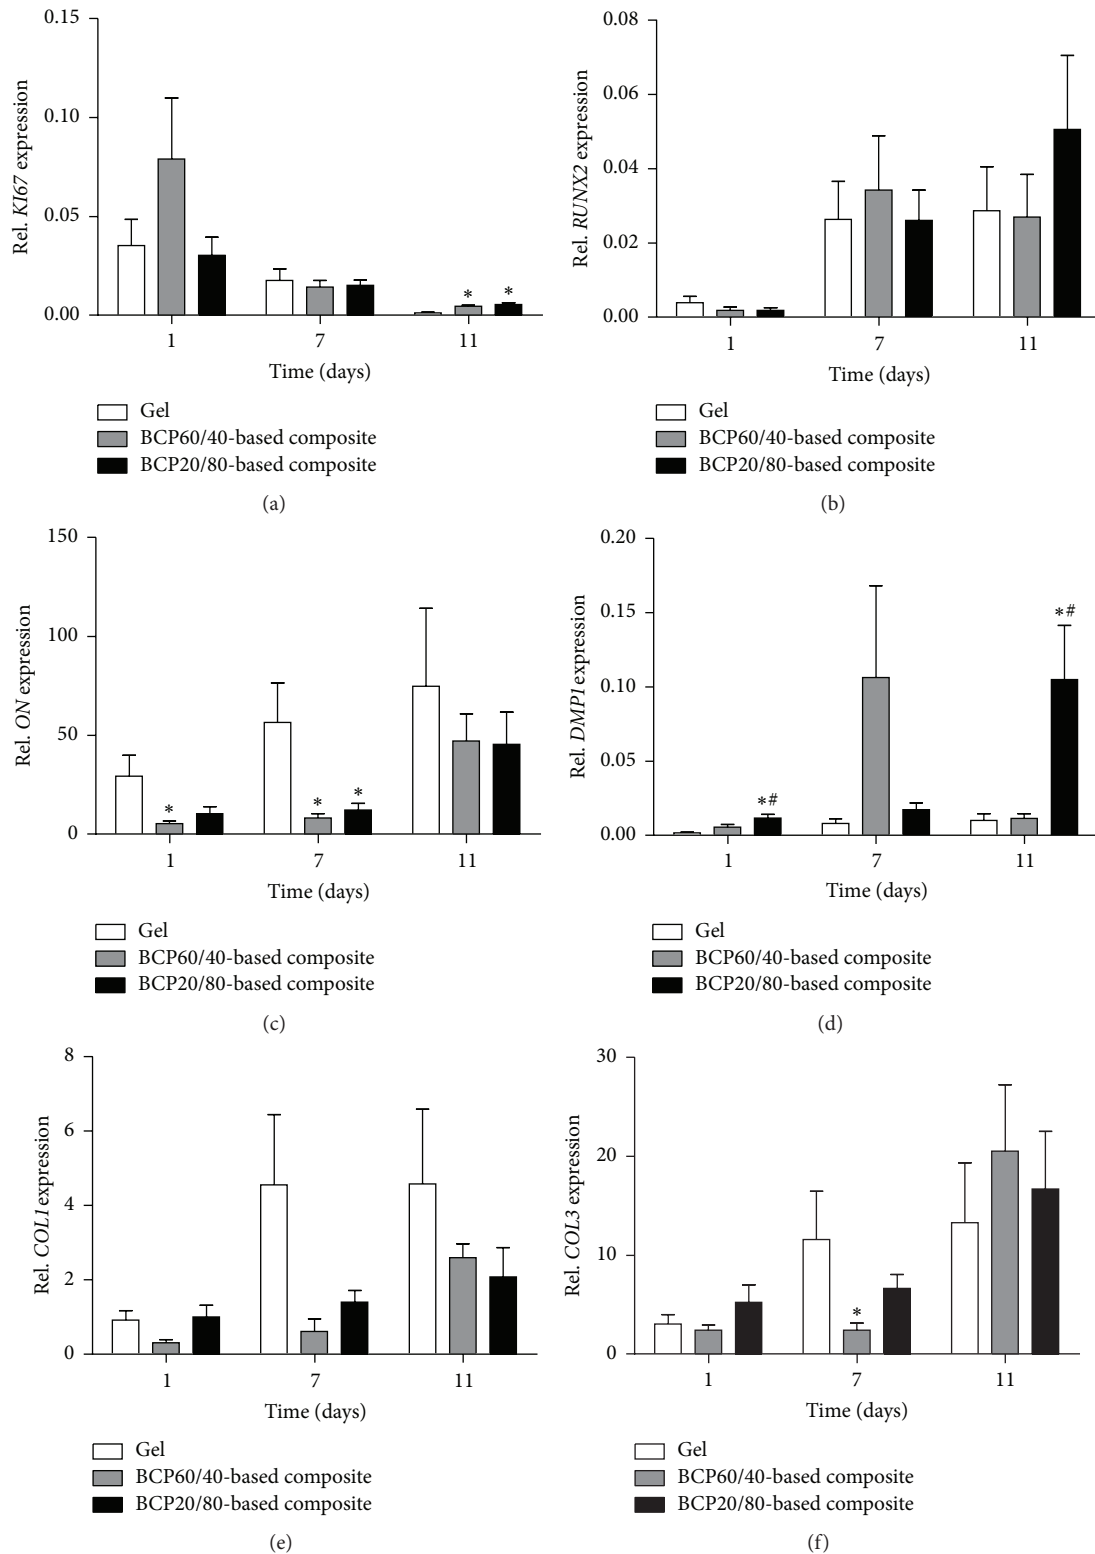 Rel. KI67 expression
0.15
0.10
0.05
0.00
* *
1 7 11
Time (days)
Gel
BCP60/40-based composite
BCP20/80-based composite
(a)
Rel. RUNX2 expression
0.08
0.06
0.04
0.02
0.00
1 7 11
Time (days)
Gel
BCP60/40-based composite
BCP20/80-based composite
(b)
Rel. ON expression
150
100
50
0
* * *
1 7 11
Time (days)
Gel
BCP60/40-based composite
BCP20/80-based composite
(c)
Rel. DMP1 expression
0.20
0.15
0.10
0.05
0.00
*#
*#
1 7 11
Time (days)
Gel
BCP60/40-based composite
BCP20/80-based composite
(d)
Rel. COL1 expression
8
6
4
2
0
1 7 11
Time (days)
Gel
BCP60/40-based composite
BCP20/80-based composite
(e)
Rel. COL3 expression
30
20
10
0
*
1 7 11
Time (days)
Gel
BCP60/40-based composite
BCP20/80-based composite
(f)